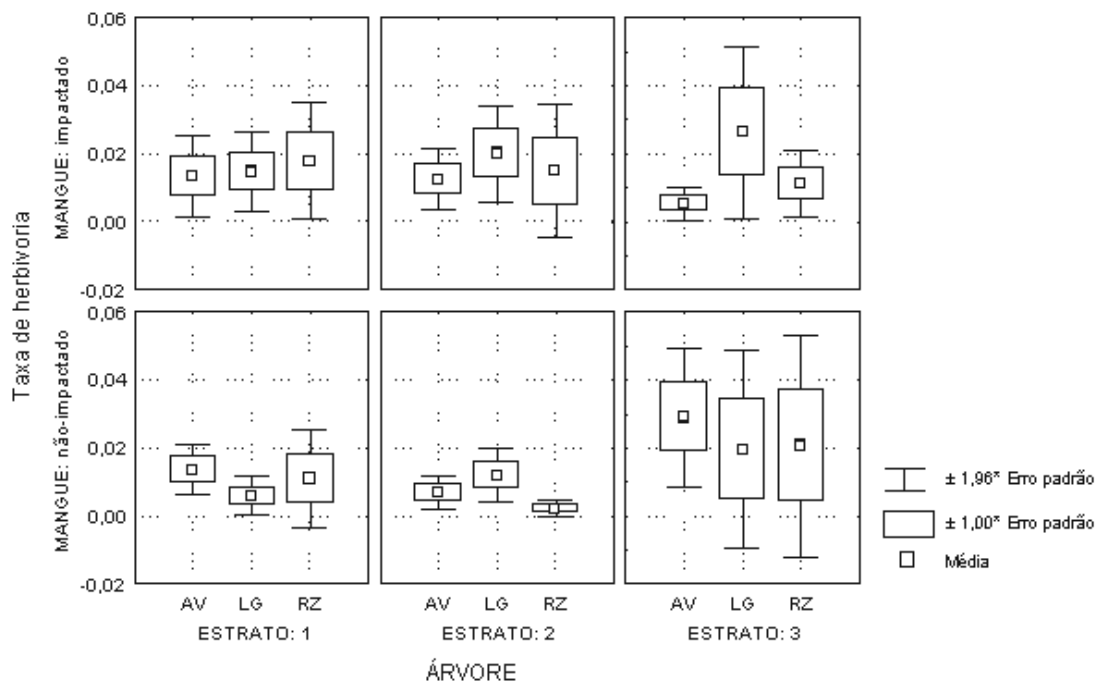 Taxa de herbivoria
MANGUE: impactado
0,06
0,04
0,02
0,00
-0,02
MANGUE: não-impactado
0,06
0,04
0,02
0,00
-0,02
AV LG RZ
ESTRATO: 1
AV LG RZ
ESTRATO: 2
AV LG RZ
ESTRATO: 3
ÁRVORE
± 1,96* Erro padrão
± 1,00* Erro padrão
Média